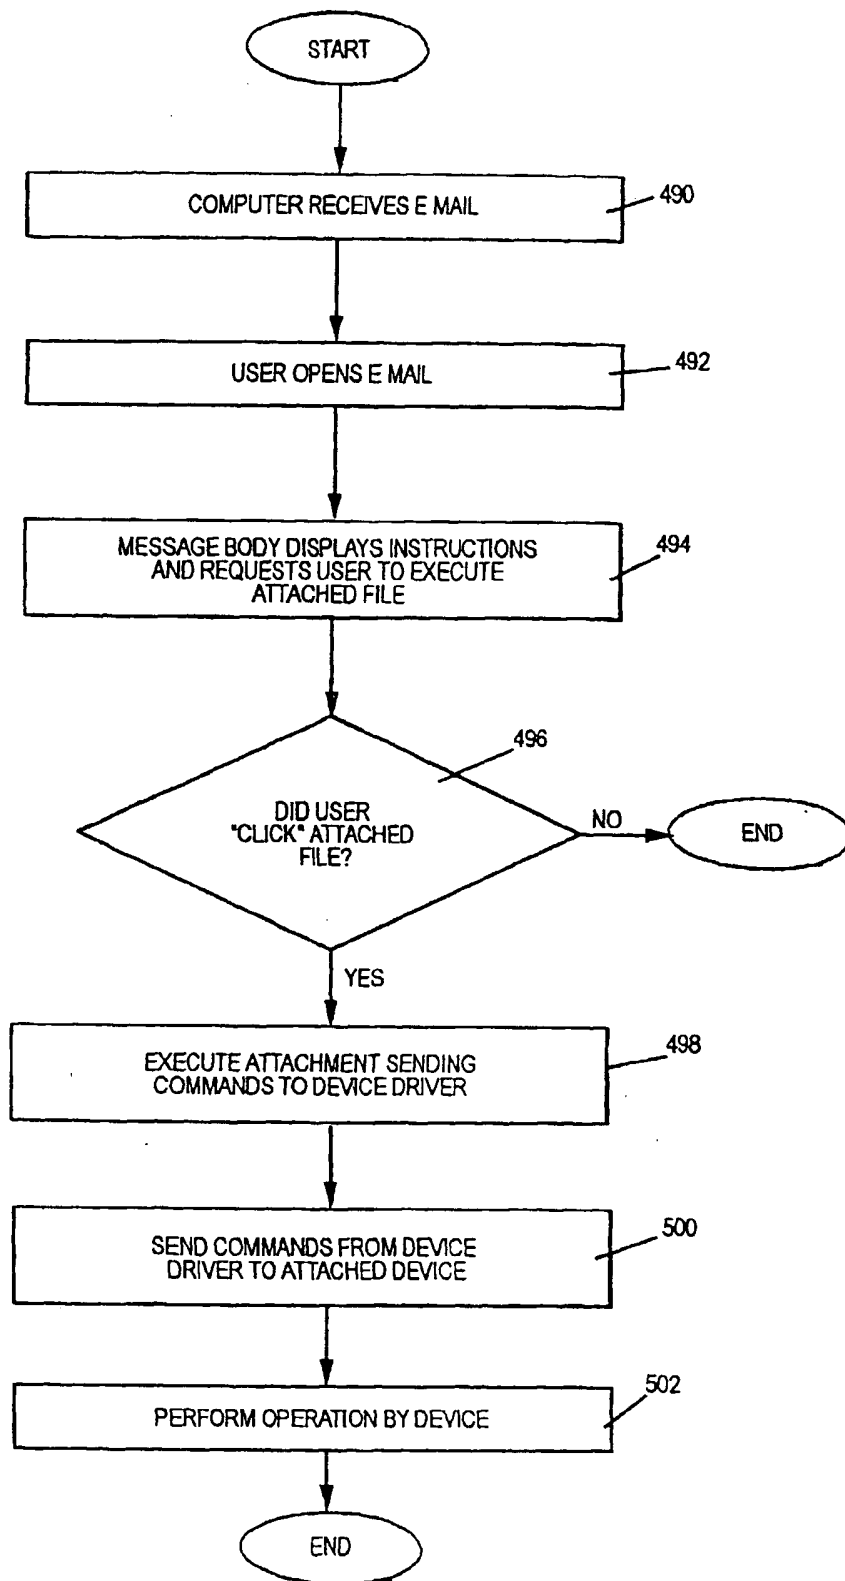 START
COMPUTER RECEIVES E MAIL
490
USER OPENS E MAIL
492
MESSAGE BODY DISPLAYS INSTRUCTIONS
AND REQUESTS USER TO EXECUTE
ATTACHED FILE
494
496
DID USER
"CLICK" ATTACHED
FILE?
NO
END
YES
EXECUTE ATTACHMENT SENDING
COMMANDS TO DEVICE DRIVER
498
SEND COMMANDS FROM DEVICE
DRIVER TO ATTACHED DEVICE
500
PERFORM OPERATION BY DEVICE
502
END